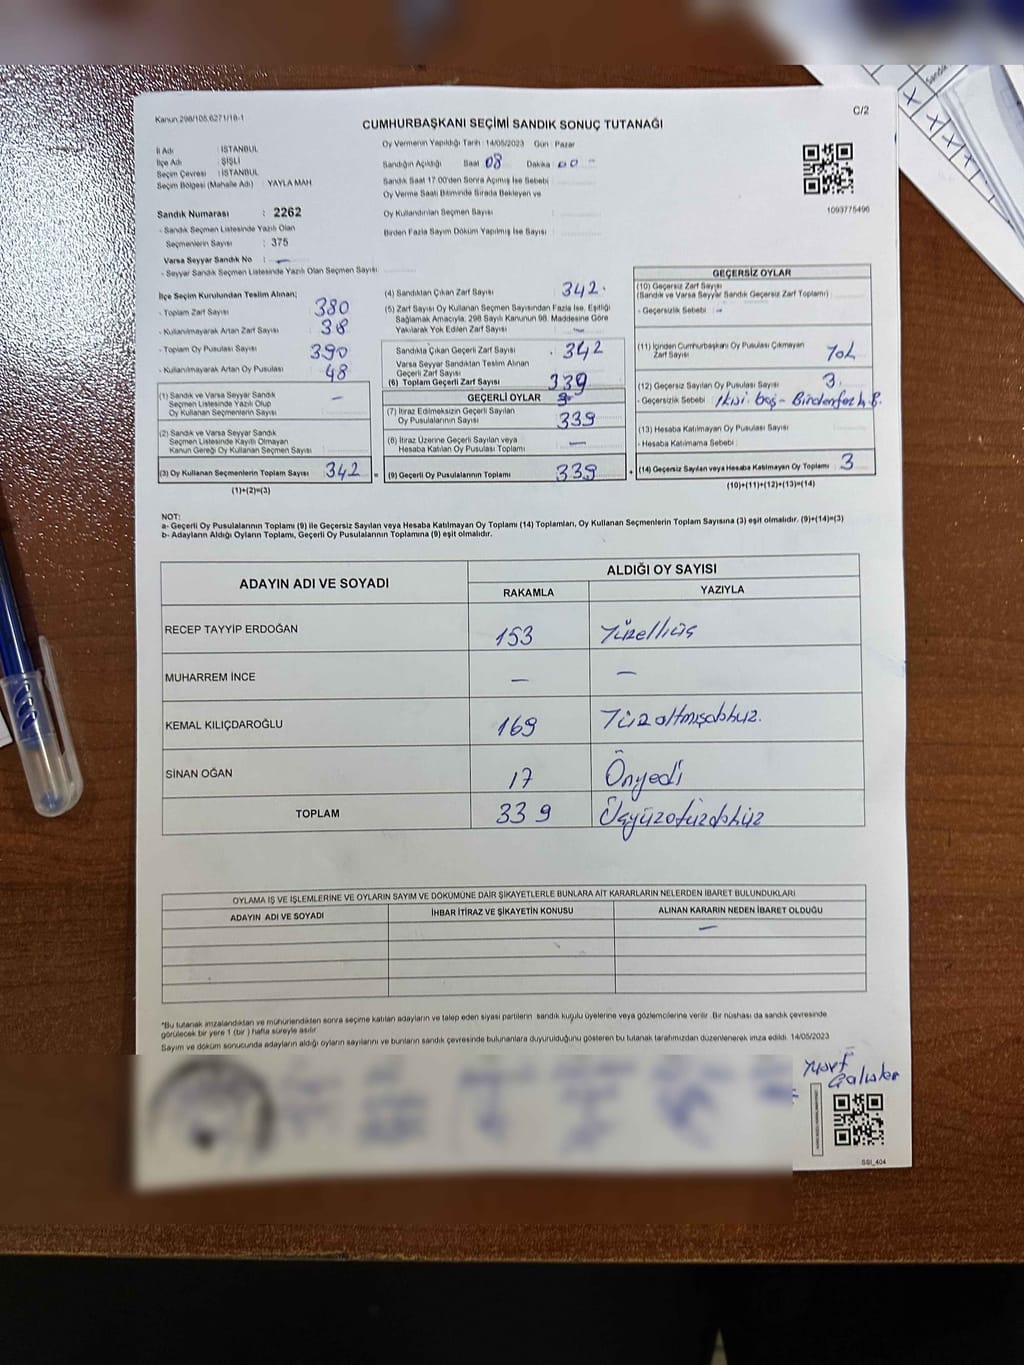 Kanun:298/105.6271/16-1
C/2
CUMHURBAŞKANI SEÇİMİ SANDIK SONUÇ TUTANAĞI
İl Adı : İSTANBUL
İlçe Adı : ŞİŞLİ
Seçim Çevresi : İSTANBUL
Seçim Bölgesi (Mahalle Adı) : YAYLA MAH
Oy Vermenin Yapıldığı Tarih : 14/05/2023 Gün : Pazar
Sandığın Açıldığı Saat 08 Dakika 00 -
Sandık Saat 17:00'den Sonra Açımış İse Sebebi :
Oy Verme Saati Bitiminde Sırada Bekleyen ve
Oy Kullandırılan Seçmen Sayısı :
Birden Fazla Sayım Döküm Yapılmış İse Sayısı :
1093775496
Sandık Numarası : 2262
- Sandık Seçmen Listesinde Yazılı Olan
Seçmenlerin Sayısı : 375
Varsa Seyyar Sandık No : -
- Seyyar Sandık Seçmen Listesinde Yazılı Olan Seçmen Sayısı
İlçe Seçim Kurulundan Teslim Alınan;
- Toplam Zarf Sayısı 380
- Kullanılmayarak Artan Zarf Sayısı 38
- Toplam Oy Pusulası Sayısı 390
- Kullanılmayarak Artan Oy Pusulası 48
(1) Sandık ve Varsa Seyyar Sandık
Seçmen Listesinde Yazılı Olup
Oy Kullanan Seçmenlerin Sayısı -
(2) Sandık ve Varsa Seyyar Sandık
Seçmen Listesinde Kayıtlı Olmayan
Kanun Gereği Oy Kullanan Seçmen Sayısı
(3) Oy Kullanan Seçmenlerin Toplam Sayısı 342 =
(1)+(2)=(3)
(4) Sandıktan Çıkan Zarf Sayısı 342.
(5) Zarf Sayısı Oy Kullanan Seçmen Sayısından Fazla İse, Eşitliği
Sağlamak Amacıyla, 298 Sayılı Kanunun 98. Maddesine Göre
Yakılarak Yok Edilen Zarf Sayısı -
Sandıkta Çıkan Geçerli Zarf Sayısı . 342
Varsa Seyyar Sandıktan Teslim Alınan
Geçerli Zarf Sayısı
(6) Toplam Geçerli Zarf Sayısı 339
GEÇERLİ OYLAR
(7) İtiraz Edilmeksizin Geçerli Sayılan
Oy Pusulalarının Sayısı 339
(8) İtiraz Üzerine Geçerli Sayılan veya
Hesaba Katılan Oy Pusulası Toplamı -
(9) Geçerli Oy Pusulalarının Toplamı 339 +
GEÇERSİZ OYLAR
(10) Geçersiz Zarf Sayısı
(Sandık ve Varsa Seyyar Sandık Geçersiz Zarf Toplamı)
- Geçersizlik Sebebi : -
(11) İçinden Cumhurbaşkanı Oy Pusulası Çıkmayan
Zarf Sayısı Yok
(12) Geçersiz Sayılan Oy Pusulası Sayısı 3.
- Geçersizlik Sebebi : İkisi boş - Birden fazla
(13) Hesaba Katılmayan Oy Pusulası Sayısı
- Hesaba Katılmama Sebebi :
(14) Geçersiz Sayılan veya Hesaba Katılmayan Oy Toplamı 3
(10)+(11)+(12)+(13)=(14)
NOT:
a- Geçerli Oy Pusulalarının Toplamı (9) ile Geçersiz Sayılan veya Hesaba Katılmayan Oy Toplamı (14) Toplamları, Oy Kullanan Seçmenlerin Toplam Sayısına (3) eşit olmalıdır. (9)+(14)=(3)
b- Adayların Aldığı Oyların Toplamı, Geçerli Oy Pusulalarının Toplamına (9) eşit olmalıdır.
ADAYIN ADI VE SOYADI
ALDIĞI OY SAYISI
RAKAMLA YAZIYLA
RECEP TAYYİP ERDOĞAN 153 Yüzelliüç
MUHARREM İNCE - -
KEMAL KILIÇDAROĞLU 169 Yüzaltmışdokuz.
SİNAN OĞAN 17 Önyedi
TOPLAM 339 Üçyüzotuzdokuz
OYLAMA İŞ VE İŞLEMLERİNE VE OYLARIN SAYIM VE DÖKÜMÜNE DAİR ŞİKAYETLERLE BUNLARA AİT KARARLARIN NELERDEN İBARET BULUNDUKLARI
ADAYIN ADI VE SOYADI İHBAR İTİRAZ VE ŞİKAYETİN KONUSU ALINAN KARARIN NEDEN İBARET OLDUĞU
-
*Bu tutanak imzalandıktan ve mühürlendikten sonra seçime katılan adayların ve talep eden siyasi partilerin sandık kurulu üyelerine veya gözlemcilerine verilir. Bir nüshası da sandık çevresinde
görülecek bir yere 1 (bir) hafta süreyle asılır.
Sayım ve döküm sonucunda adayların aldığı oyların sayılarını ve bunların sandık çevresinde bulunanlara duyurulduğunu gösteren bu tutanak tarafımızdan düzenlenerek imza edildi. 14/05/2023
Yusuf
SSI_404